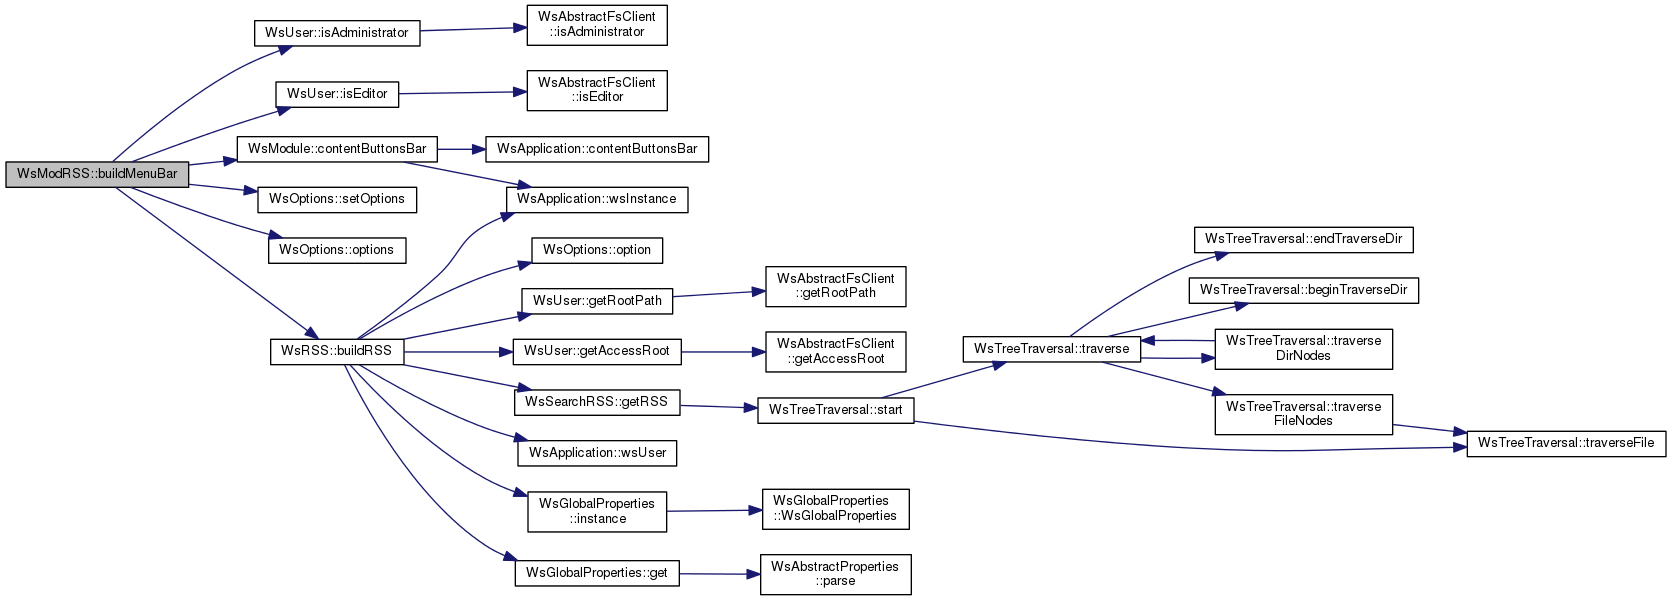 WsModRSS::buildMenuBar
WsUser::isAdministrator
WsAbstractFsClient
::isAdministrator
WsUser::isEditor
WsAbstractFsClient
::isEditor
WsModule::contentButtonsBar
WsApplication::contentButtonsBar
WsApplication::wsInstance
WsOptions::setOptions
WsOptions::options
WsRSS::buildRSS
WsOptions::option
WsUser::getRootPath
WsAbstractFsClient
::getRootPath
WsUser::getAccessRoot
WsAbstractFsClient
::getAccessRoot
WsSearchRSS::getRSS
WsTreeTraversal::start
WsTreeTraversal::traverse
WsTreeTraversal::endTraverseDir
WsTreeTraversal::beginTraverseDir
WsTreeTraversal::traverse
DirNodes
WsTreeTraversal::traverse
FileNodes
WsTreeTraversal::traverseFile
WsApplication::wsUser
WsGlobalProperties
::instance
WsGlobalProperties
::WsGlobalProperties
WsGlobalProperties::get
WsAbstractProperties
::parse